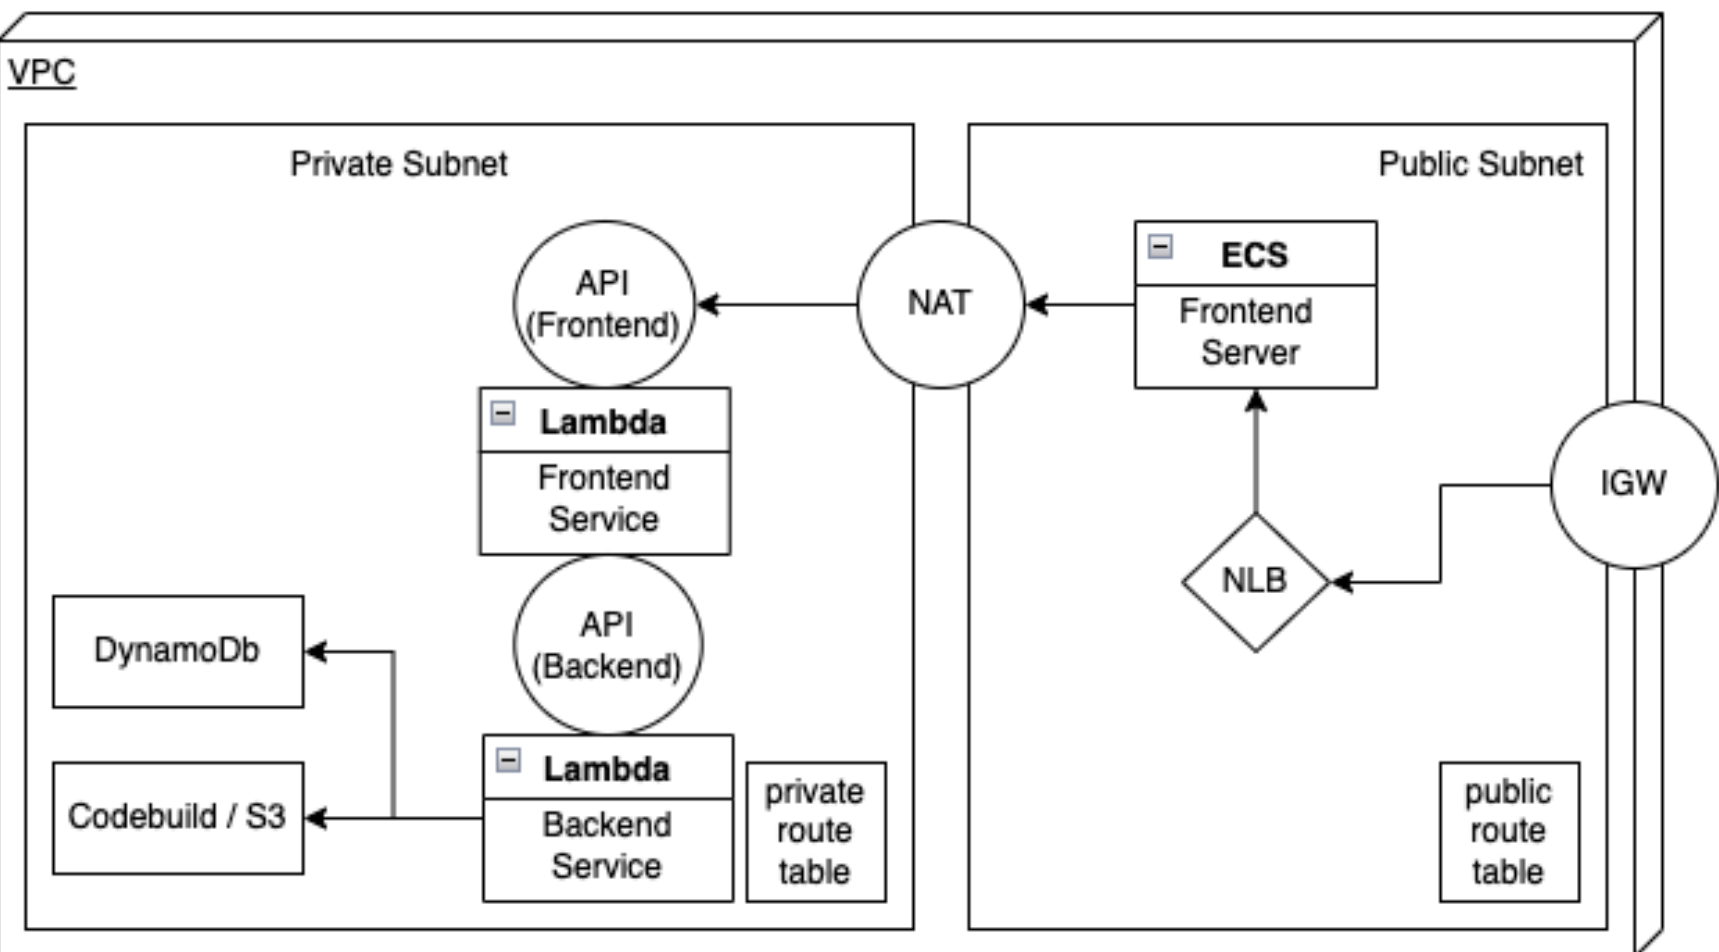 VPC
Private Subnet
Public Subnet
API
(Frontend)
NAT
ECS
Frontend
Server
Lambda
Frontend
Service
IGW
NLB
API
(Backend)
DynamoDb
Codebuild / S3
Lambda
Backend
Service
private
route
table
public
route
table